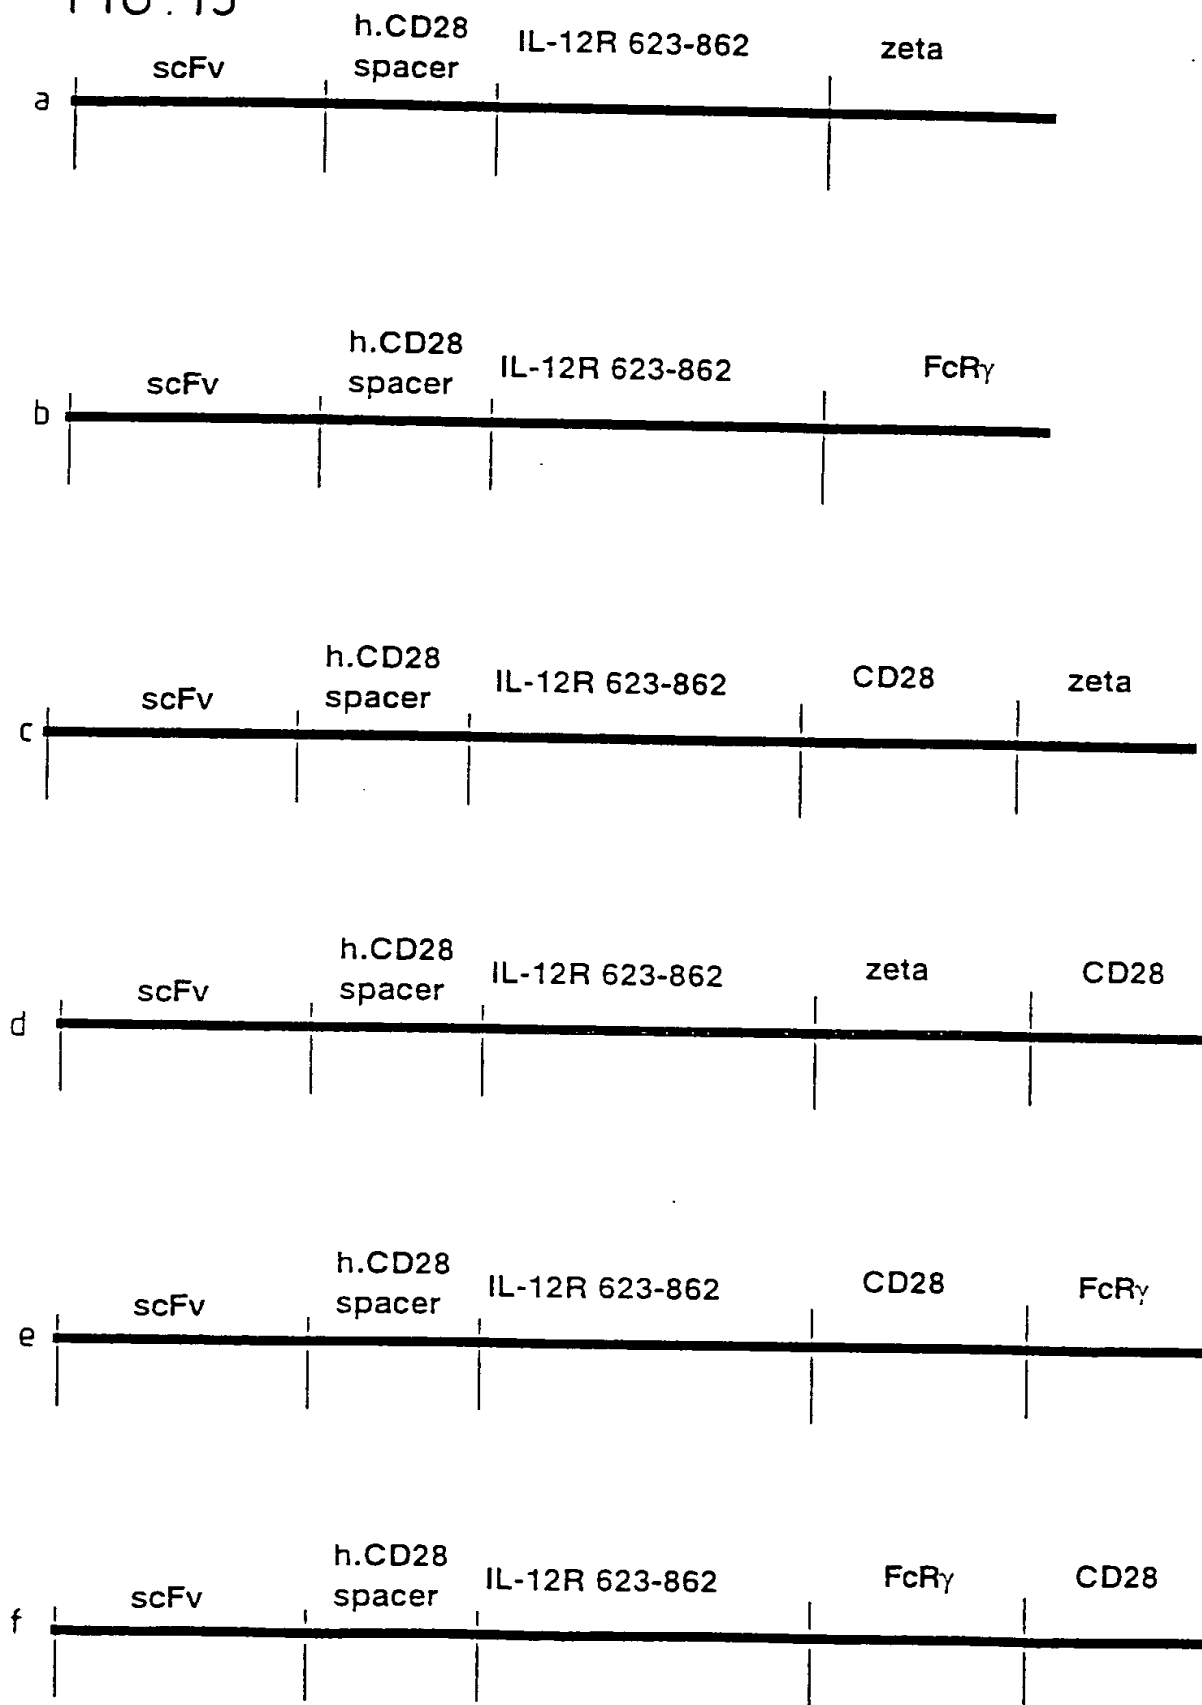 FIG. 15
h.CD28
scFv spacer IL-12R 623-862 zeta
a
h.CD28
scFv spacer IL-12R 623-862 FcRγ
b
h.CD28
scFv spacer IL-12R 623-862 CD28 zeta
c
h.CD28
scFv spacer IL-12R 623-862 zeta CD28
d
h.CD28
scFv spacer IL-12R 623-862 CD28 FcRγ
e
h.CD28
scFv spacer IL-12R 623-862 FcRγ CD28
f